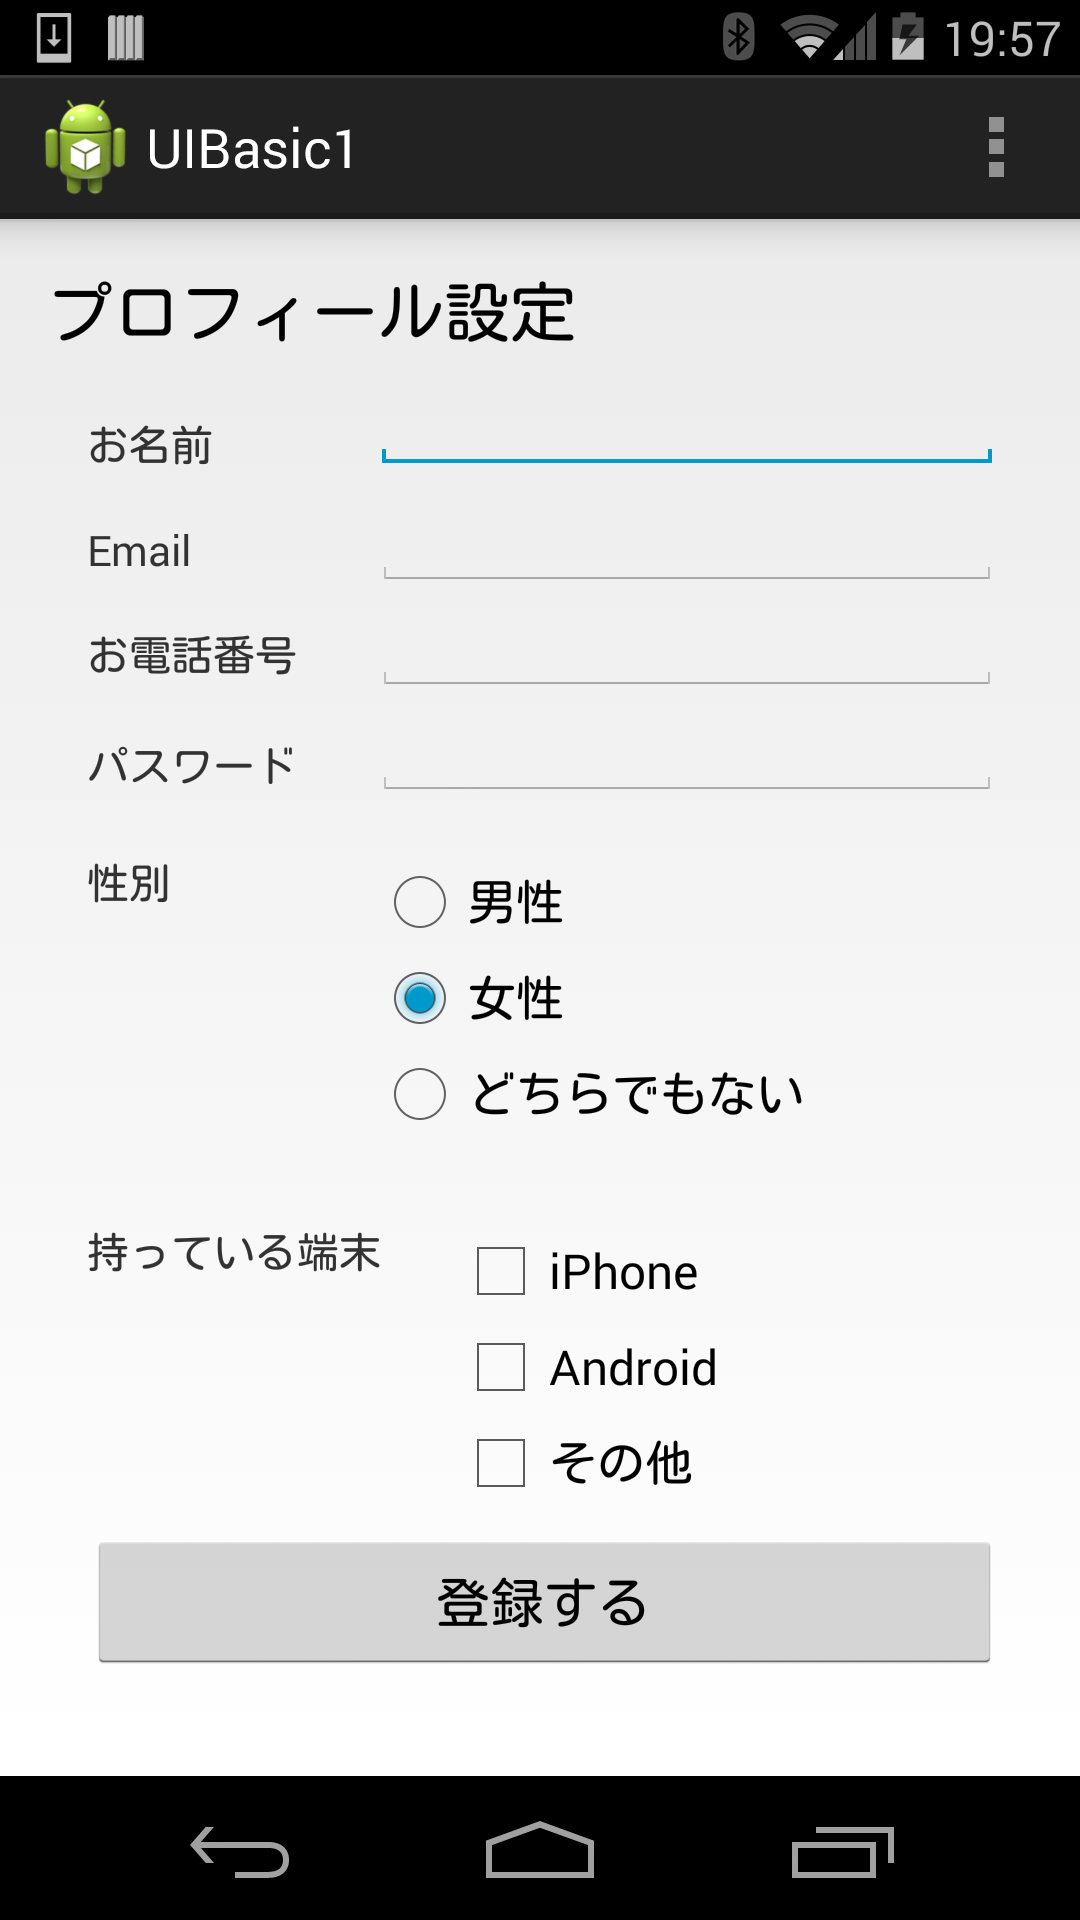 19:57
UIBasic1
プロフィール設定
お名前
Email
お電話番号
パスワード
性別
男性
女性
どちらでもない
持っている端末
iPhone
Android
その他
登録する